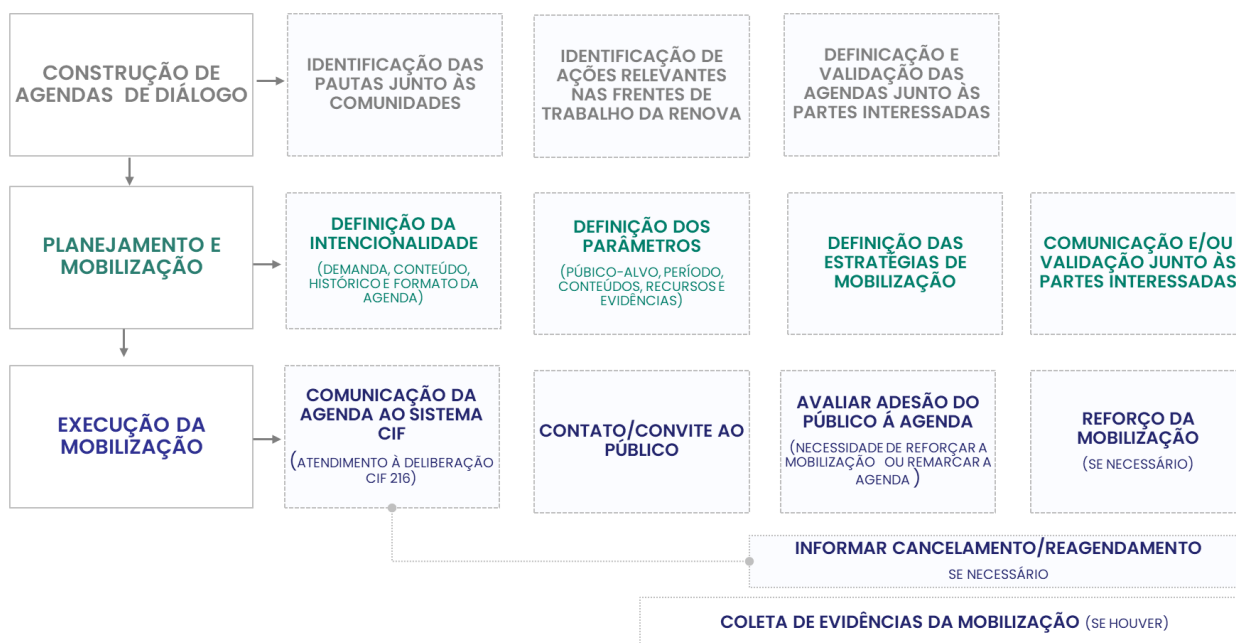 CONSTRUÇÃO DE
AGENDAS DE DIÁLOGO
IDENTIFICAÇÃO DAS
PAUTAS JUNTO ÀS
COMUNIDADES
IDENTIFICAÇÃO DE
AÇÕES RELEVANTES
NAS FRENTES DE
TRABALHO DA RENOVA
DEFINICAÇÃO E
VALIDAÇÃO DAS
AGENDAS JUNTO ÀS
PARTES INTERESSADAS
PLANEJAMENTO E
MOBILIZAÇÃO
DEFINIÇÃO DA
INTENCIONALIDADE
(DEMANDA, CONTEÚDO,
HISTÓRICO E FORMATO DA
AGENDA)
DEFINIÇÃO DOS
PARÂMETROS
(PÚBICO-ALVO, PERÍODO,
CONTEÚDOS, RECURSOS E
EVIDÊNCIAS)
DEFINIÇÃO DAS
ESTRATÉGIAS DE
MOBILIZAÇÃO
COMUNICAÇÃO E/OU
VALIDAÇÃO JUNTO ÀS
PARTES INTERESSADAS
EXECUÇÃO DA
MOBILIZAÇÃO
COMUNICAÇÃO DA
AGENDA AO SISTEMA
CIF
(ATENDIMENTO À DELIBERAÇÃO
CIF 216)
CONTATO/CONVITE AO
PÚBLICO
AVALIAR ADESÃO DO
PÚBLICO Á AGENDA
(NECESSIDADE DE REFORÇAR A
MOBILIZAÇÃO OU REMARCAR A
AGENDA )
REFORÇO DA
MOBILIZAÇÃO
(SE NECESSÁRIO)
INFORMAR CANCELAMENTO/REAGENDAMENTO
SE NECESSÁRIO
COLETA DE EVIDÊNCIAS DA MOBILIZAÇÃO (SE HOUVER)